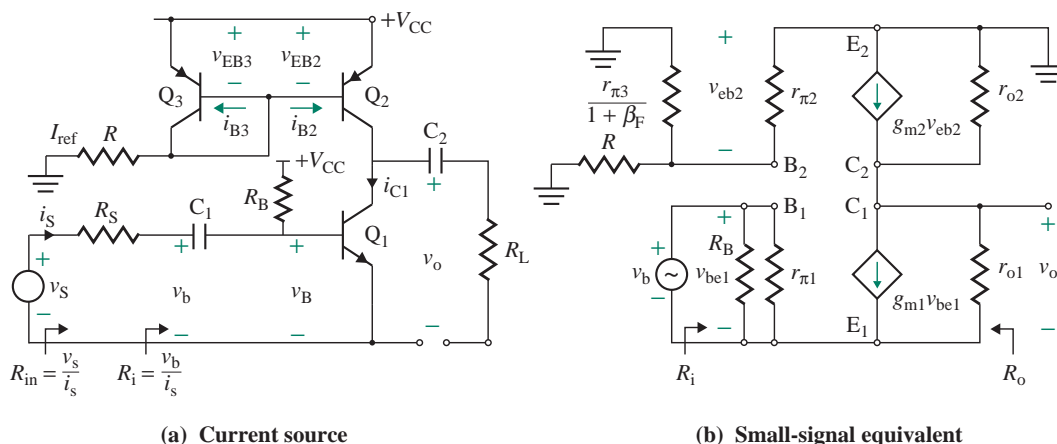 +V_CC
+ +
v_EB3 v_EB2
− −
Q_3 Q_2
i_B3 i_B2
I_ref R
C_2
+V_CC
i_C1 +
R_B
i_S R_S C_1
Q_1
+ + +
v_S v_b v_B v_o R_L
− − − −
R_in = v_s/i_s R_i = v_b/i_s
(a) Current source
+ E_2
r_π3/(1 + β_F) v_eb2 r_π2 r_o2
g_m2v_eb2
R − B_2 C_2
B_1 C_1
+ + +
v_b ~ R_B v_be1 r_π1 r_o1 v_o
g_m1v_be1
− − E_1 −
R_i R_o
(b) Small-signal equivalent